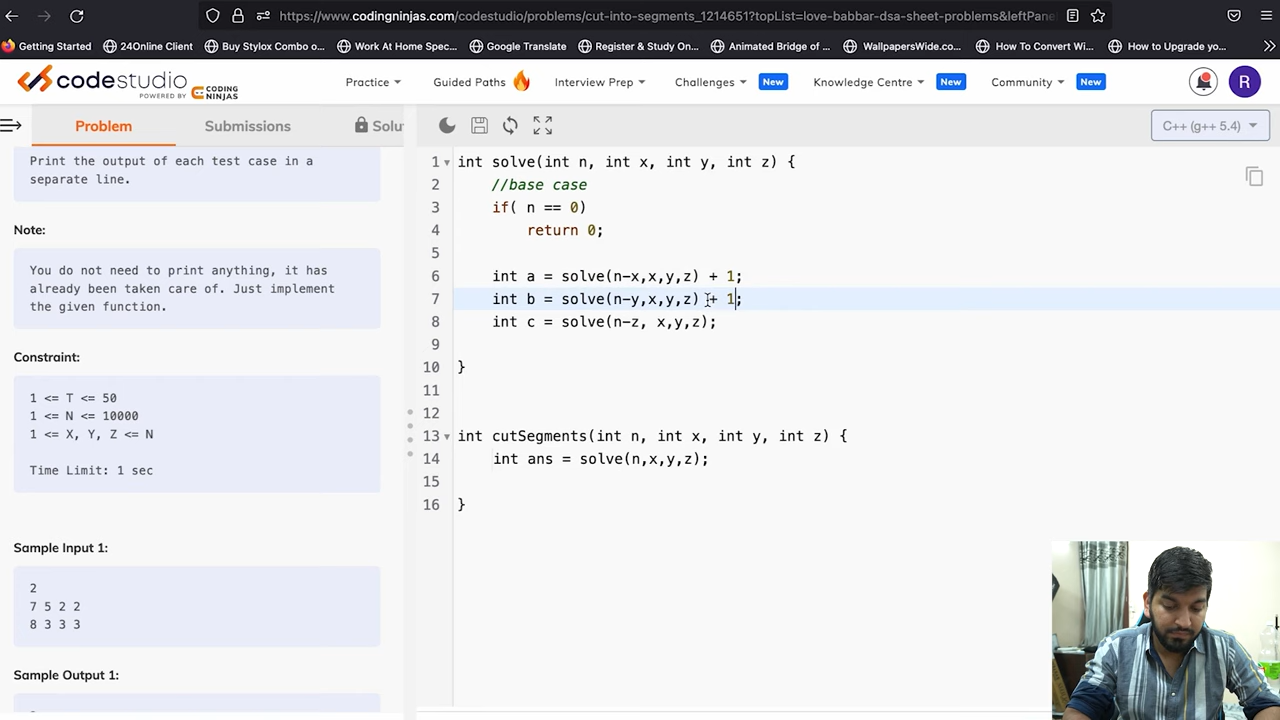 https://www.codingninjas.com/codestudio/problems/cut-into-segments_1214651?topList=love-babbar-dsa-sheet-problems&leftPane
Getting Started 24Online Client Buy Stylox Combo o... Work At Home Spec... Google Translate Register & Study On... Animated Bridge of ... WallpapersWide.co... How To Convert Wi... How to Upgrade yo...
codestudio POWERED BY CODING NINJAS Practice Guided Paths Interview Prep Challenges New Knowledge Centre New Community New R
Problem Submissions Solu C++ (g++ 5.4)
Print the output of each test case in a
separate line.
Note:
You do not need to print anything, it has
already been taken care of. Just implement
the given function.
Constraint:
1 <= T <= 50
1 <= N <= 10000
1 <= X, Y, Z <= N
Time Limit: 1 sec
Sample Input 1:
2
7 5 2 2
8 3 3 3
Sample Output 1:
1 int solve(int n, int x, int y, int z) {
2 //base case
3 if( n == 0)
4 return 0;
5
6 int a = solve(n-x,x,y,z) + 1;
7 int b = solve(n-y,x,y,z) + 1;
8 int c = solve(n-z, x,y,z);
9
10 }
11
12
13 int cutSegments(int n, int x, int y, int z) {
14 int ans = solve(n,x,y,z);
15
16 }